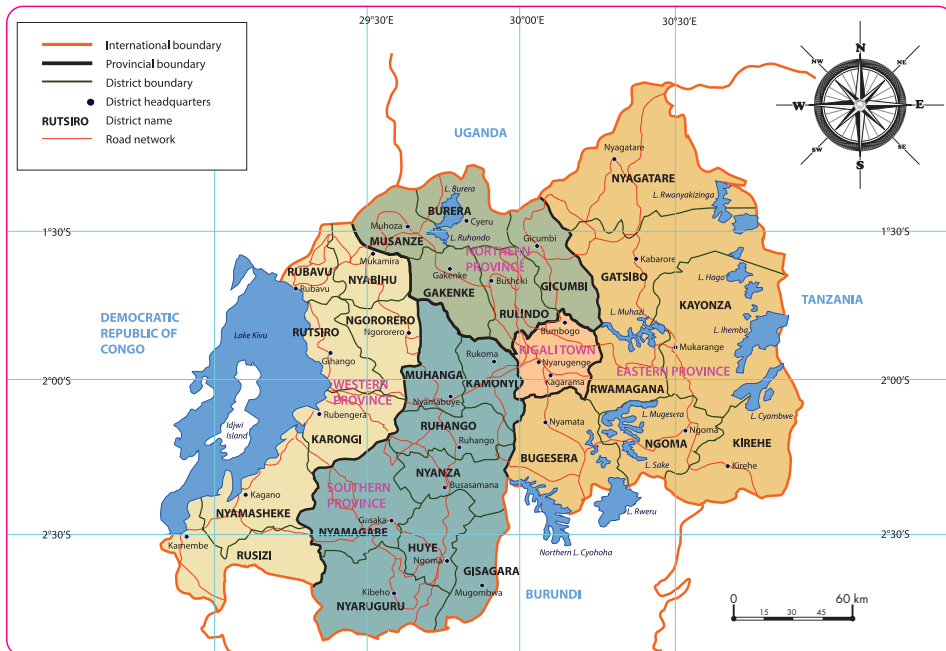 29°30'E
30°00'E
30°30'E
International boundary
Provincial boundary
District boundary
District headquarters
RUTSIRO
District name
Road network
N
NW
NE
W
E
SW
SE
S
UGANDA
Nyagatare
NYAGATARE
L. Rwanyakizinga
L. Burera
BURERA
Cyeru
Muhoza
L. Ruhondo
MUSANZE
Gicumbi
1°30'S
1°30'S
NORTHERN
PROVINCE
Mukamira
RUBAVU
NYABIHU
Gakenke
Kabarore
GATSIBO
L. Hago
Rubavu
Bushoki
GAKENKE
GICUMBI
KAYONZA
TANZANIA
DEMOCRATIC
REPUBLIC OF
CONGO
Lake Kivu
RUTSIRO
NGORORERO
Ngororero
RULINDO
L. Muhazi
Bumbogo
L. Ihemba
Gihango
Rukoma
KIGALI TOWN
Mukarange
Nyarugenge
MUHANGA
KAMONYI
Kagarama
EASTERN PROVINCE
2°00'S
2°00'S
WESTERN
PROVINCE
Nyamabuye
RWAMAGANA
L. Cyambwe
Rubengera
Idjwi
Island
RUHANGO
Nyamata
L. Mugesera
Ngoma
KARONGI
Ruhango
BUGESERA
NGOMA
KIREHE
NYANZA
L. Sake
Kirehe
SOUTHERN
PROVINCE
Busasamana
Kagano
NYAMASHEKE
L. Rweru
Gasaka
NYAMAGABE
2°30'S
2°30'S
Kamembe
RUSIZI
HUYE
Ngoma
Northern L. Cyohoha
GISAGARA
Kibeho
Mugombwa
BURUNDI
NYARUGURU
0
15
30
45
60 km